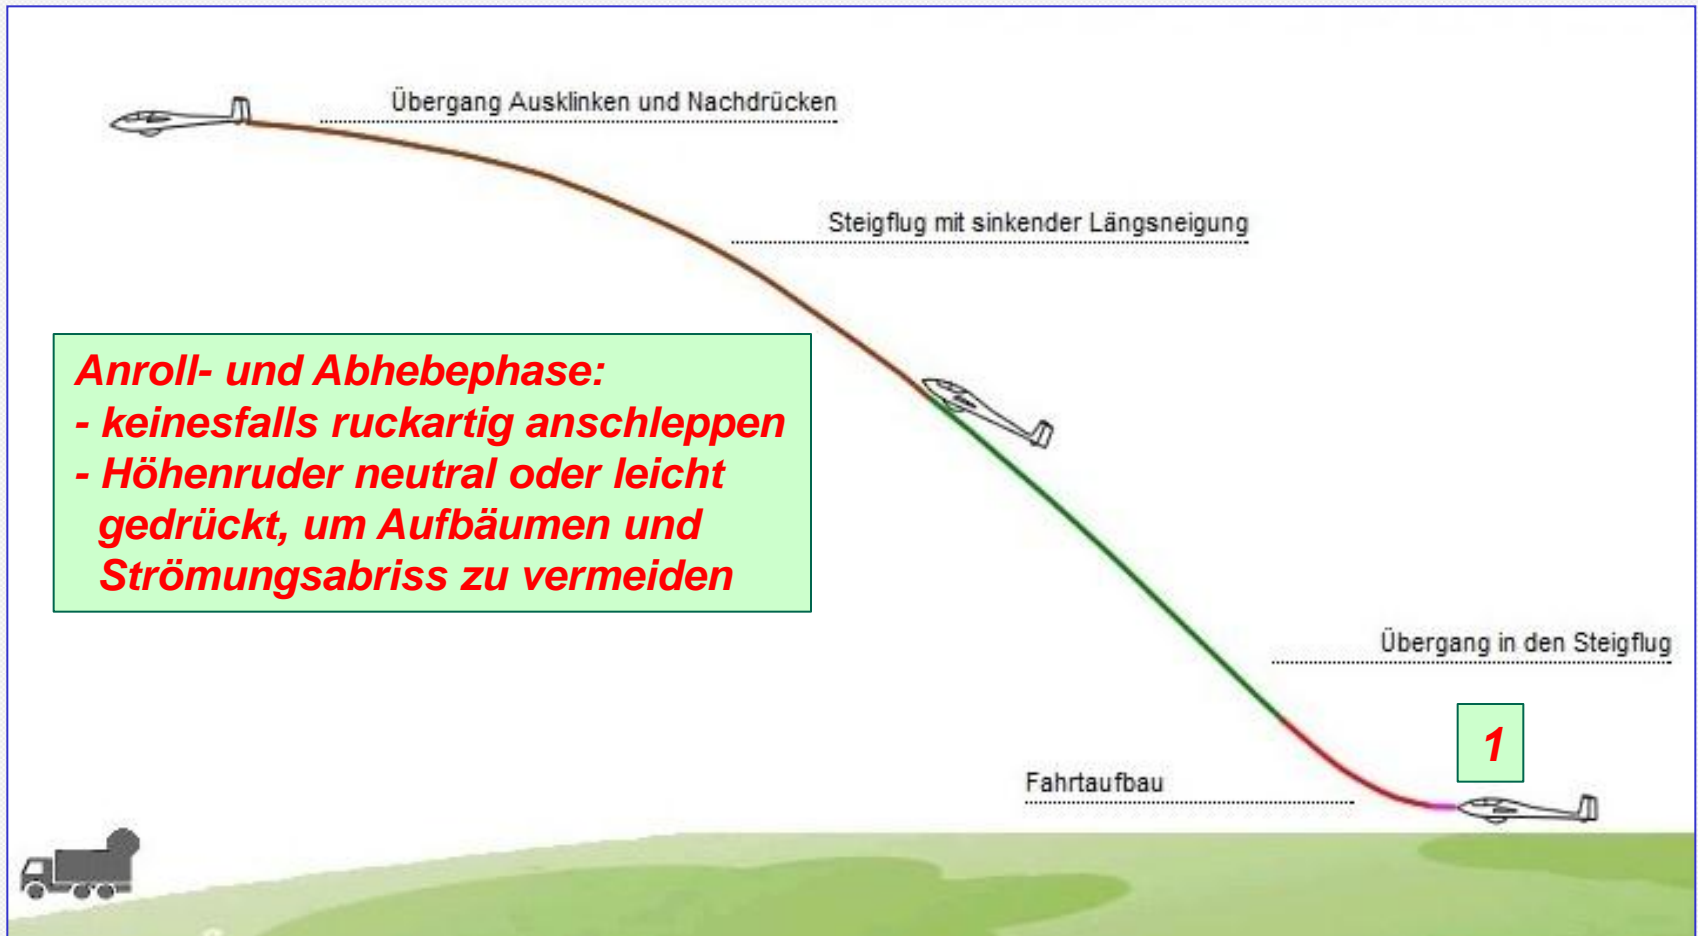 Übergang Ausklinken und Nachdrücken
Steigflug mit sinkender Längsneigung
Anroll- und Abhebephase:
- keinesfalls ruckartig anschleppen
- Höhenruder neutral oder leicht
gedrückt, um Aufbäumen und
Strömungsabriss zu vermeiden
Übergang in den Steigflug
1
Fahrtaufbau